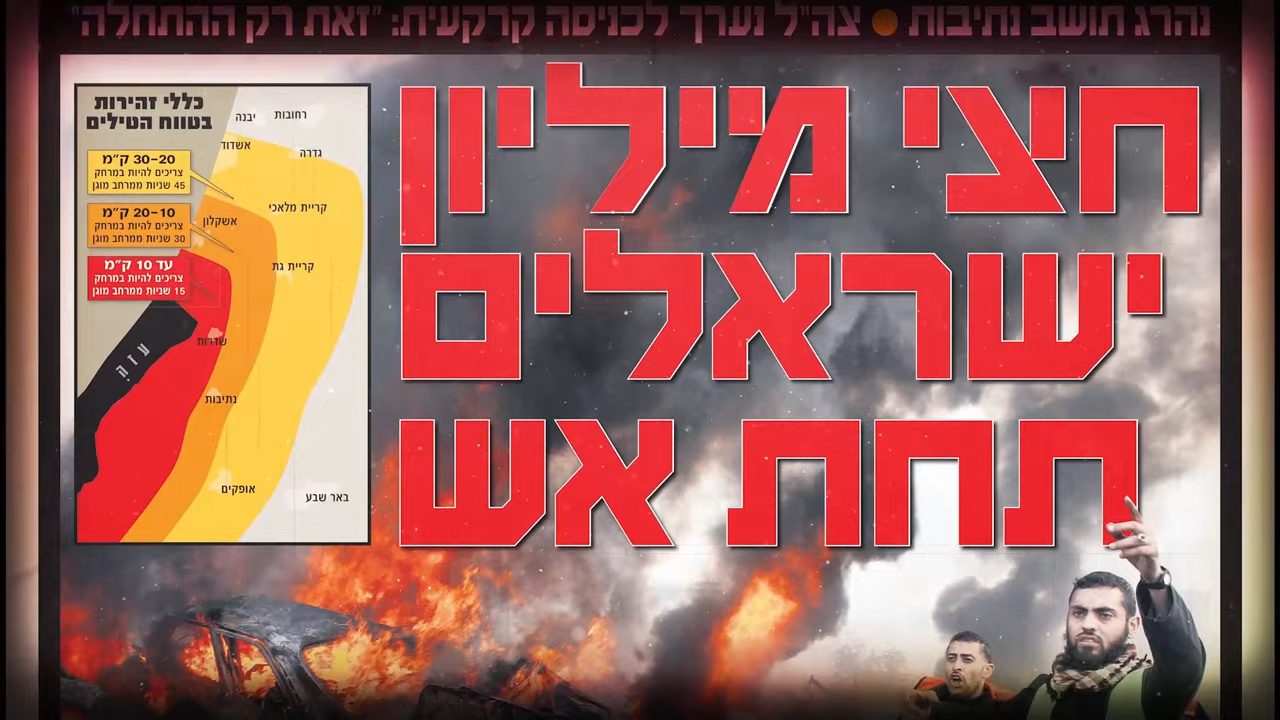 נהרג תושב נתיבות ● צה"ל נערך לכניסה קרקעית: "זאת רק ההתחלה"
חצי מיליון
ישראלים
תחת אש
כללי זהירות
בטווח הטילים
30-20 ק"מ
צריכים להיות במרחק
45 שניות ממרחב מוגן
20-10 ק"מ
צריכים להיות במרחק
30 שניות ממרחב מוגן
עד 10 ק"מ
צריכים להיות במרחק
15 שניות ממרחב מוגן
רחובות
יבנה
אשדוד
גדרה
קריית מלאכי
אשקלון
קריית גת
שדרות
עזה
נתיבות
אופקים
באר שבע